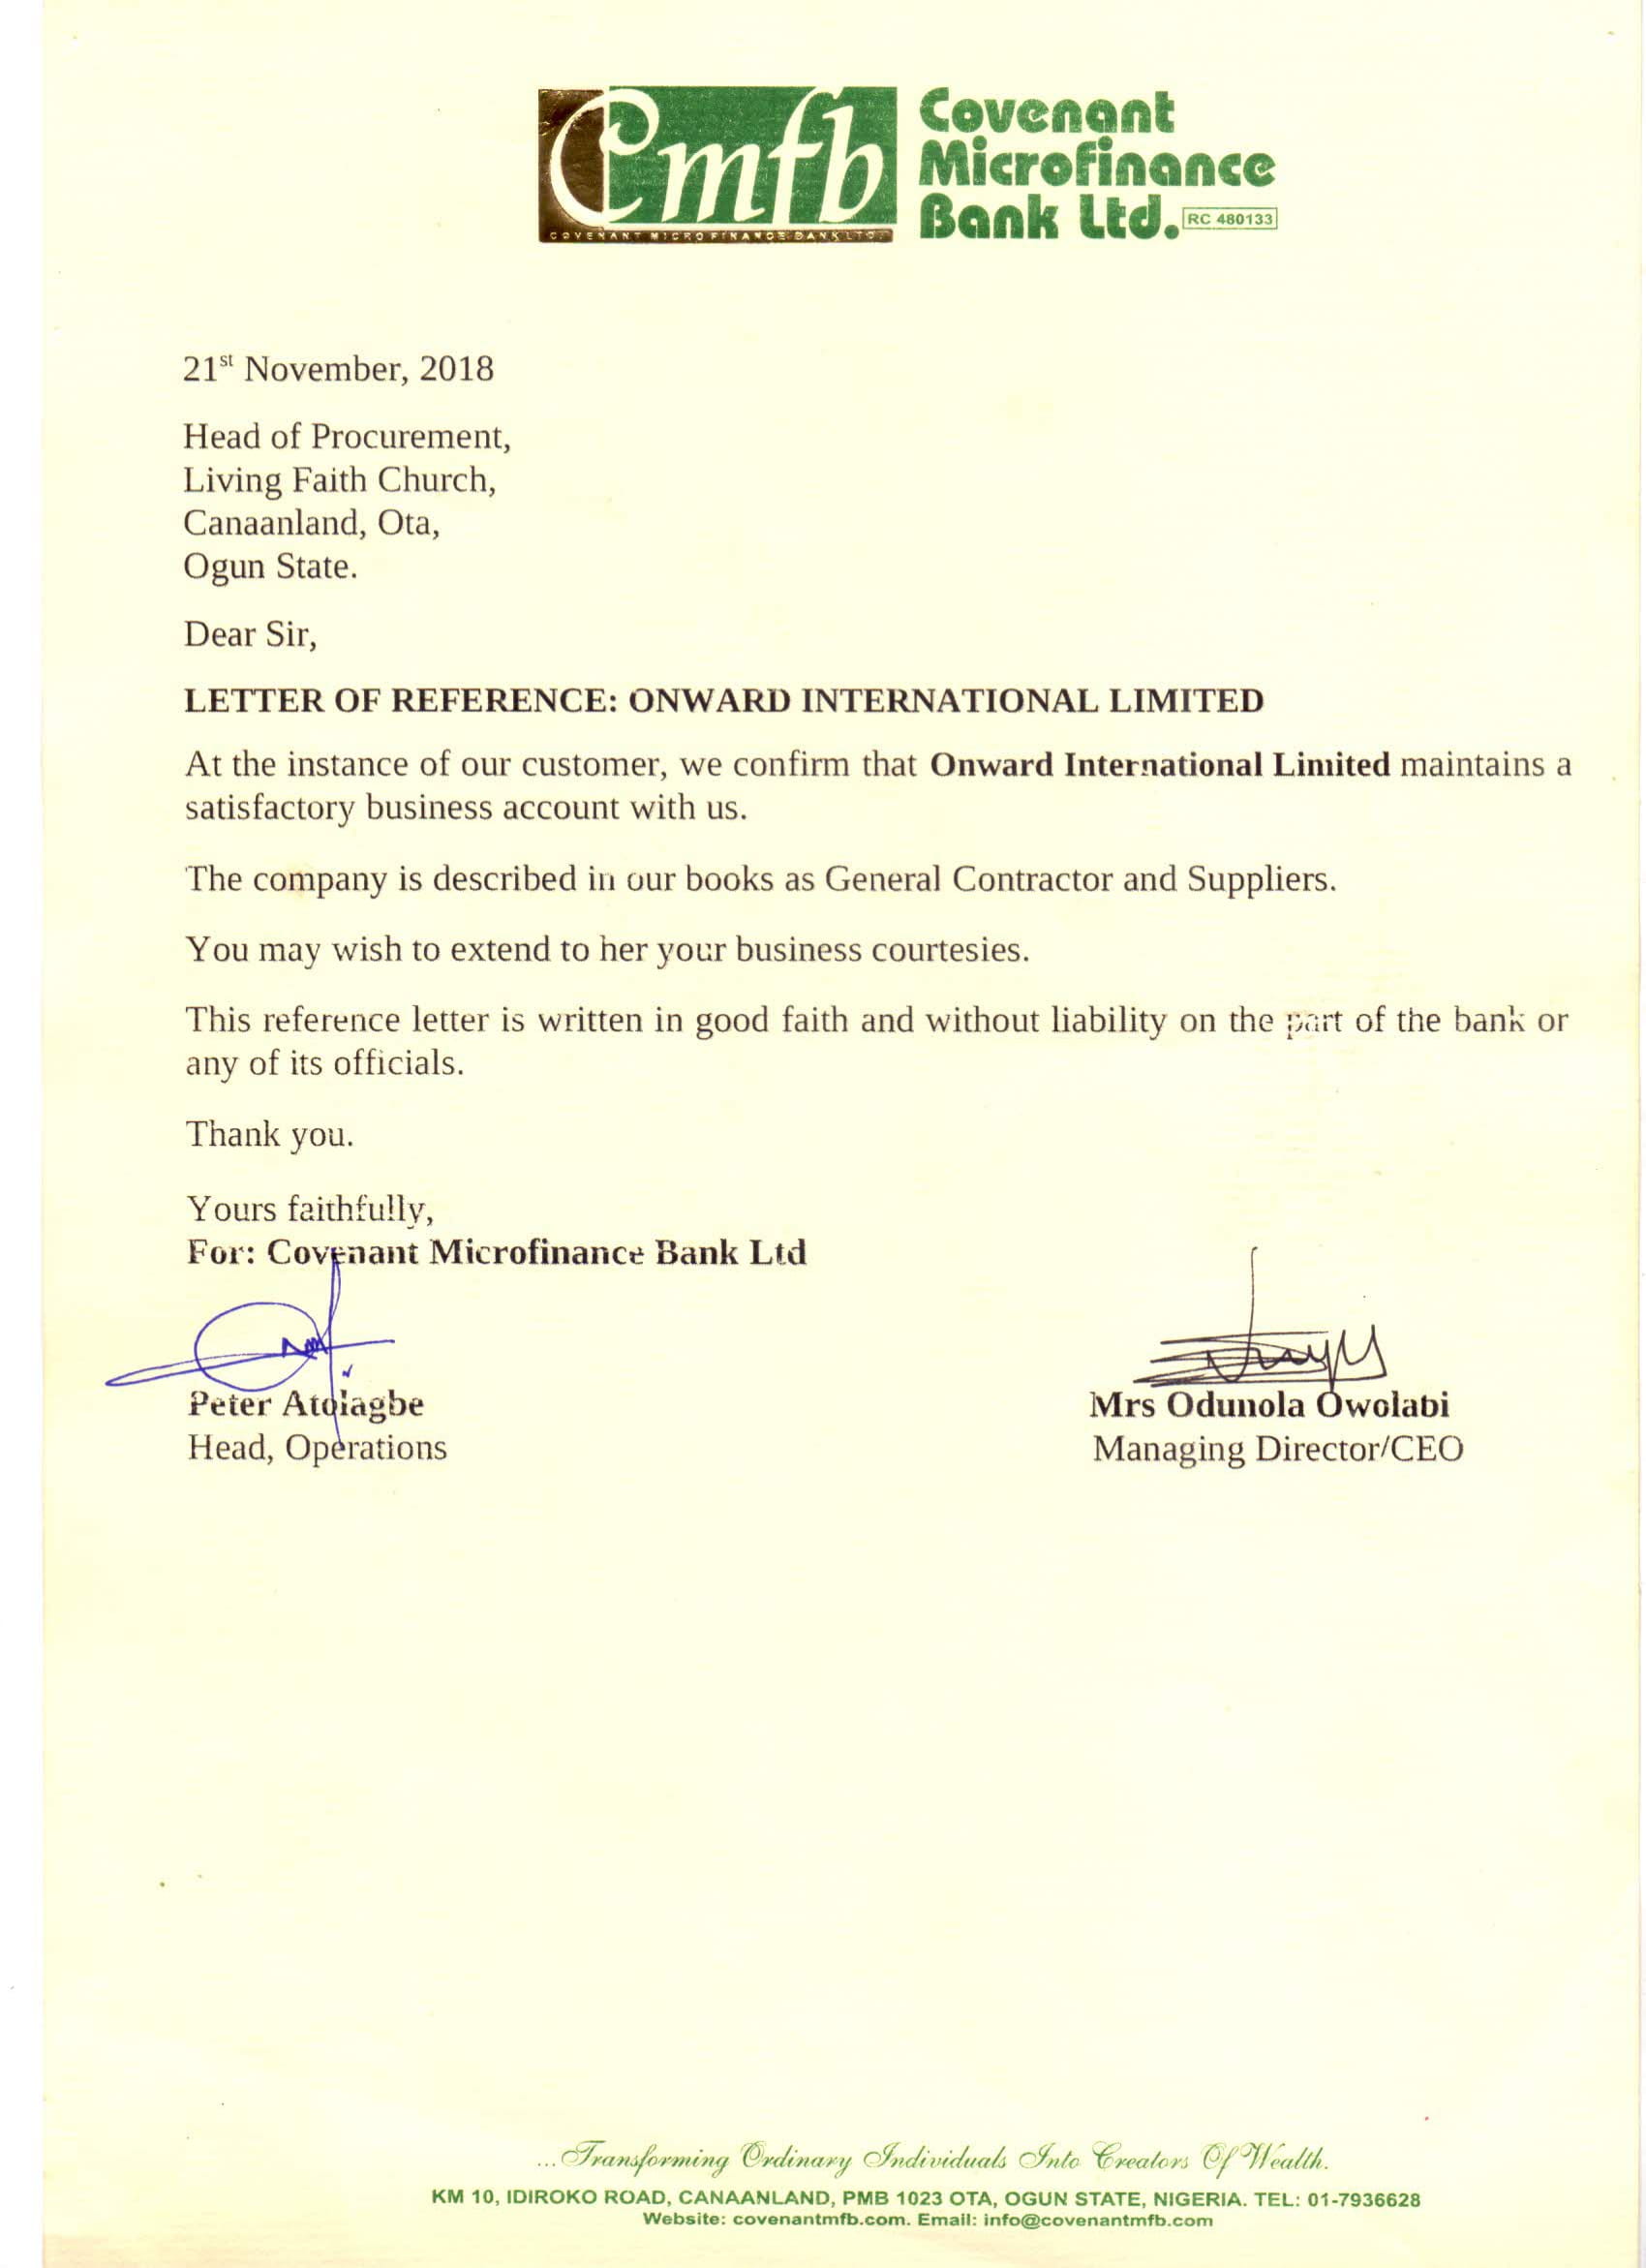 Cmfb
COVENANT MICROFINANCE BANK LTD.
Covenant
Microfinance
Bank Ltd.
RC 480133
21st November, 2018
Head of Procurement,
Living Faith Church,
Canaanland, Ota,
Ogun State.
Dear Sir,
LETTER OF REFERENCE: ONWARD INTERNATIONAL LIMITED
At the instance of our customer, we confirm that Onward International Limited maintains a
satisfactory business account with us.
The company is described in our books as General Contractor and Suppliers.
You may wish to extend to her your business courtesies.
This reference letter is written in good faith and without liability on the part of the bank or
any of its officials.
Thank you.
Yours faithfully,
For: Covenant Microfinance Bank Ltd
Peter Atolagbe
Head, Operations
Mrs Odunola Owolabi
Managing Director/CEO
...Transforming Ordinary Individuals Into Creators Of Wealth.
KM 10, IDIROKO ROAD, CANAANLAND, PMB 1023 OTA, OGUN STATE, NIGERIA. TEL: 01-7936628
Website: covenantmfb.com. Email: info@covenantmfb.com